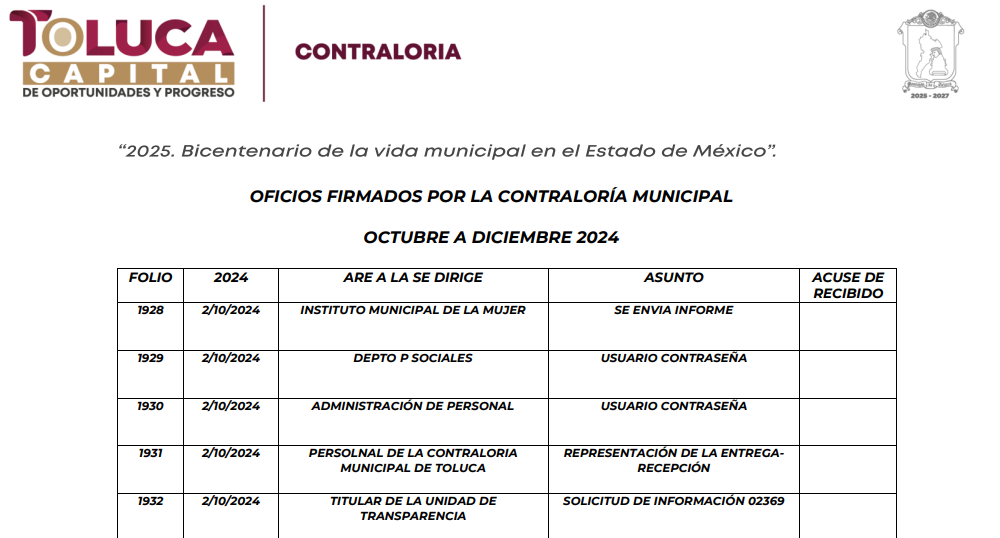 TOLUCA
CAPITAL
DE OPORTUNIDADES Y PROGRESO
CONTRALORIA
2025 - 2027
“2025. Bicentenario de la vida municipal en el Estado de México”.
OFICIOS FIRMADOS POR LA CONTRALORÍA MUNICIPAL
OCTUBRE A DICIEMBRE 2024
FOLIO 2024 ARE A LA SE DIRIGE ASUNTO ACUSE DE
RECIBIDO
1928 2/10/2024 INSTITUTO MUNICIPAL DE LA MUJER SE ENVIA INFORME
1929 2/10/2024 DEPTO P SOCIALES USUARIO CONTRASEÑA
1930 2/10/2024 ADMINISTRACIÓN DE PERSONAL USUARIO CONTRASEÑA
1931 2/10/2024 PERSOLNAL DE LA CONTRALORIA REPRESENTACIÓN DE LA ENTREGA-
MUNICIPAL DE TOLUCA RECEPCIÓN
1932 2/10/2024 TITULAR DE LA UNIDAD DE SOLICITUD DE INFORMACIÓN 02369
TRANSPARENCIA